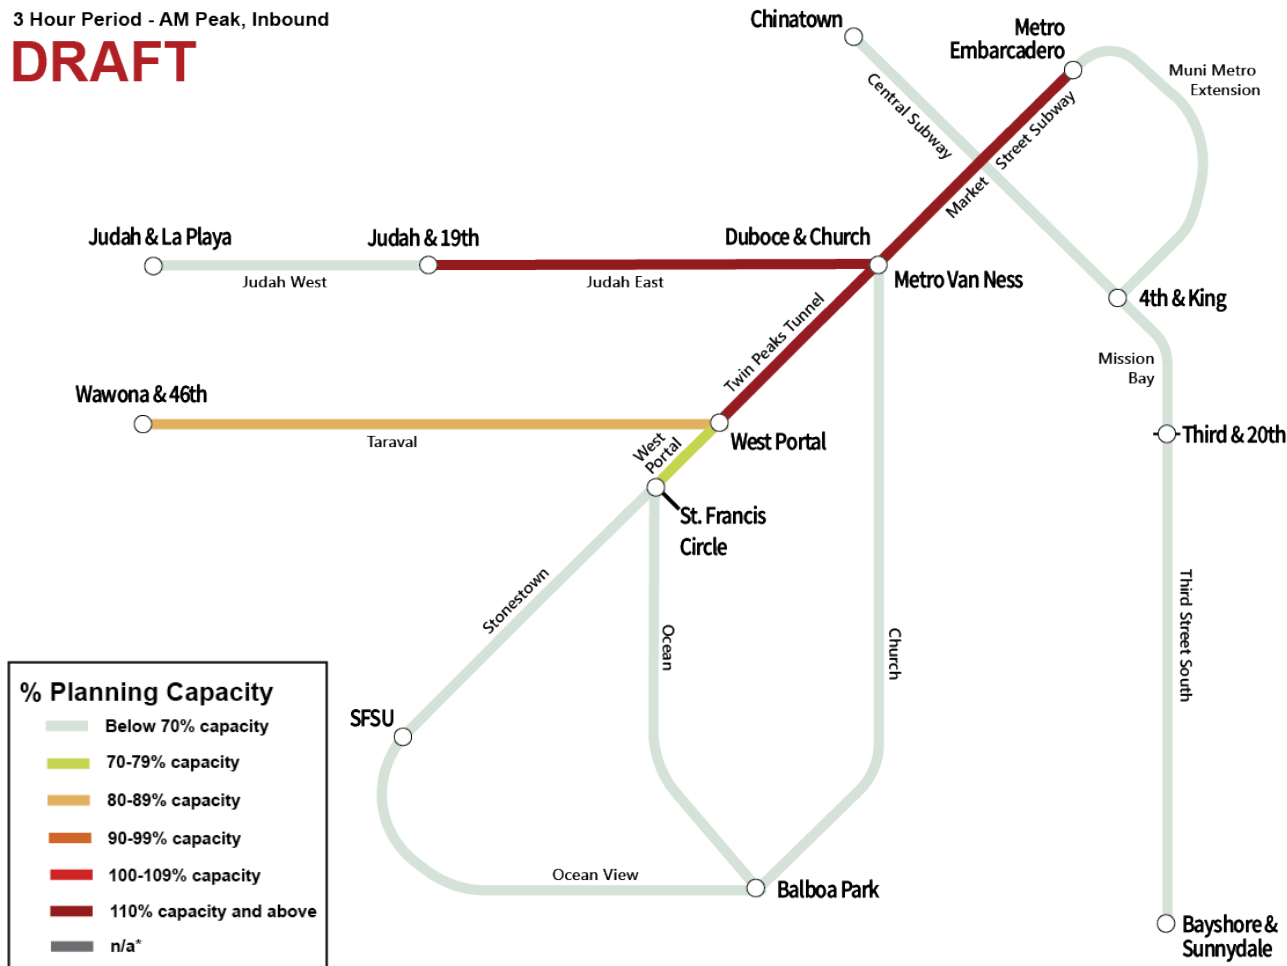 3 Hour Period - AM Peak, Inbound
DRAFT
Chinatown
Metro
Embarcadero
Muni Metro
Extension
Central Subway
Market Street Subway
Judah & La Playa
Judah & 19th
Duboce & Church
Judah West
Judah East
Metro Van Ness
4th & King
Twin Peaks Tunnel
Mission
Bay
Wawona & 46th
Taraval
West
Portal
West Portal
Third & 20th
St. Francis
Circle
Stonestown
Ocean
Church
Third Street South
SFSU
Ocean View
Balboa Park
Bayshore &
Sunnydale
% Planning Capacity
Below 70% capacity
70-79% capacity
80-89% capacity
90-99% capacity
100-109% capacity
110% capacity and above
n/a*